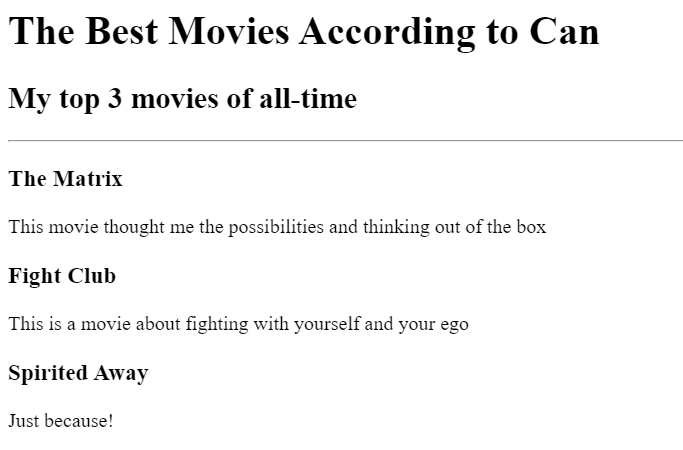 The Best Movies According to Can
My top 3 movies of all-time
The Matrix
This movie thought me the possibilities and thinking out of the box
Fight Club
This is a movie about fighting with yourself and your ego
Spirited Away
Just because!